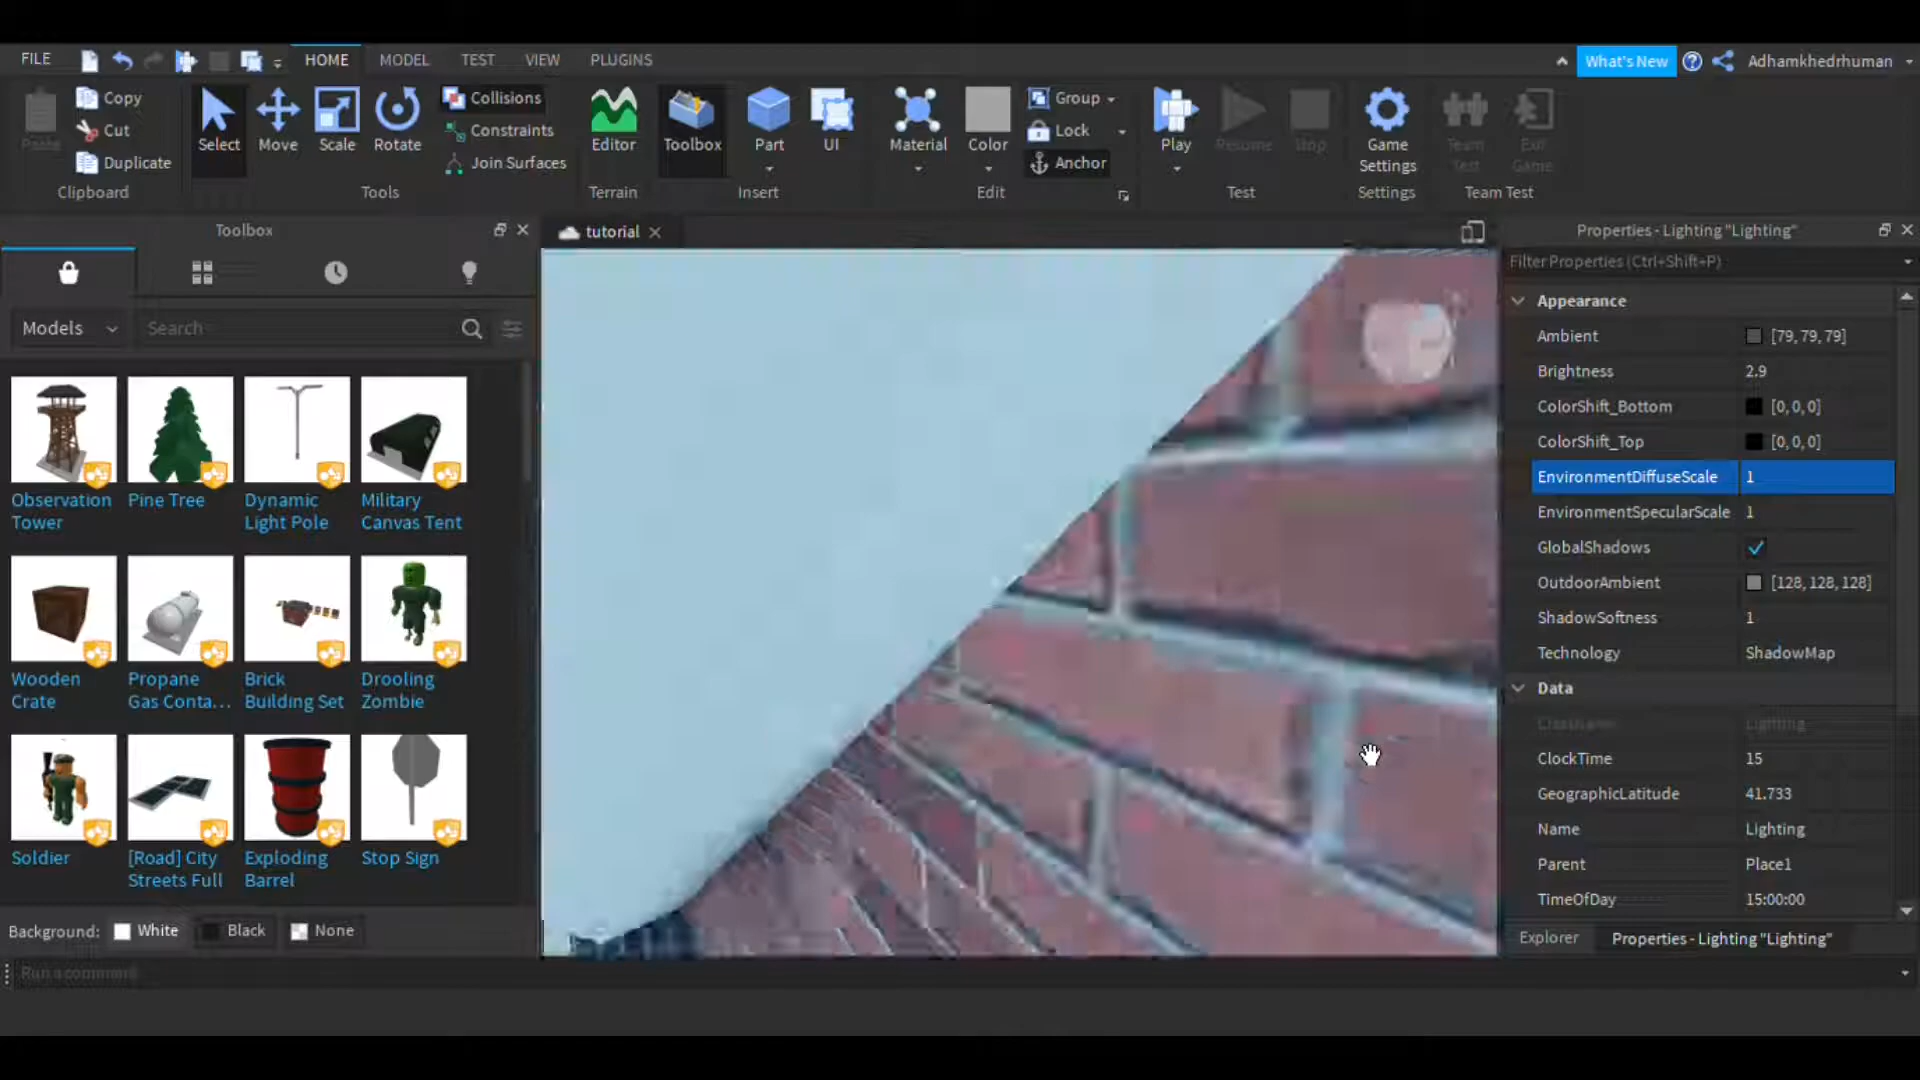 FILE
HOME
MODEL
TEST
VIEW
PLUGINS
What's New
Adhamkhedrhuman
Paste
Copy
Cut
Duplicate
Clipboard
Select
Move
Scale
Rotate
Collisions
Constraints
Join Surfaces
Tools
Editor
Terrain
Toolbox
Part
UI
Insert
Material
Color
Group
Lock
Anchor
Edit
Play
Resume
Stop
Test
Game
Settings
Settings
Team
Test
Exit
Game
Team Test
Toolbox
Models
Search
Observation
Tower
Pine Tree
Dynamic
Light Pole
Military
Canvas Tent
Wooden
Crate
Propane
Gas Conta...
Brick
Building Set
Drooling
Zombie
Soldier
[Road] City
Streets Full
Exploding
Barrel
Stop Sign
Background:
White
Black
None
Run a command
tutorial
Properties - Lighting "Lighting"
Filter Properties (Ctrl+Shift+P)
Appearance
Ambient [79, 79, 79]
Brightness 2.9
ColorShift_Bottom [0, 0, 0]
ColorShift_Top [0, 0, 0]
EnvironmentDiffuseScale 1
EnvironmentSpecularScale 1
GlobalShadows
OutdoorAmbient [128, 128, 128]
ShadowSoftness 1
Technology ShadowMap
Data
ClassName Lighting
ClockTime 15
GeographicLatitude 41.733
Name Lighting
Parent Place1
TimeOfDay 15:00:00
Explorer
Properties - Lighting "Lighting"